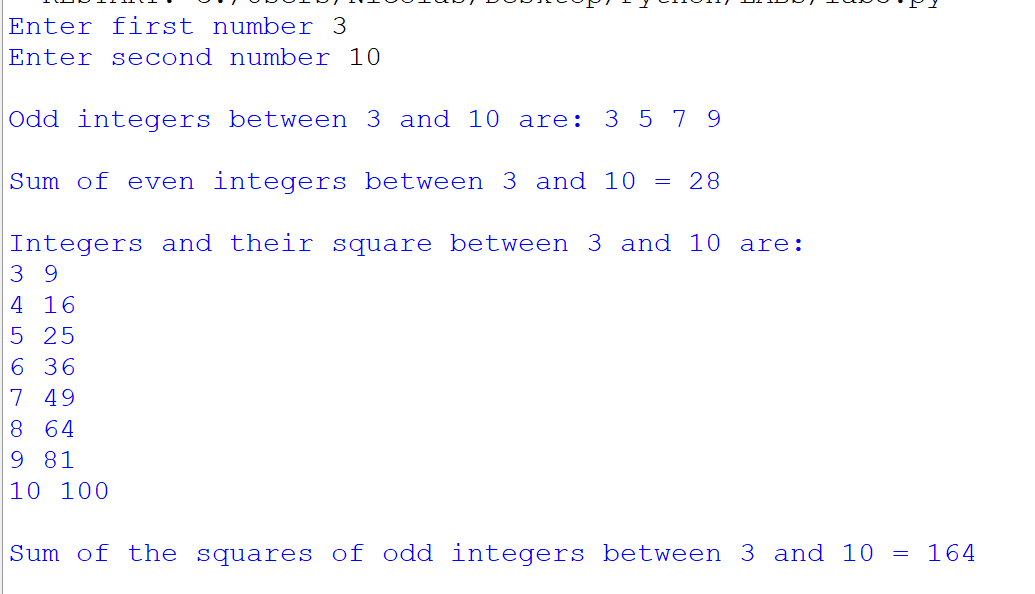 Enter first number 3
Enter second number 10
Odd integers between 3 and 10 are: 3 5 7 9
Sum of even integers between 3 and 10 = 28
Integers and their square between 3 and 10 are:
3 9
4 16
5 25
6 36
7 49
8 64
9 81
10 100
Sum of the squares of odd integers between 3 and 10 = 164